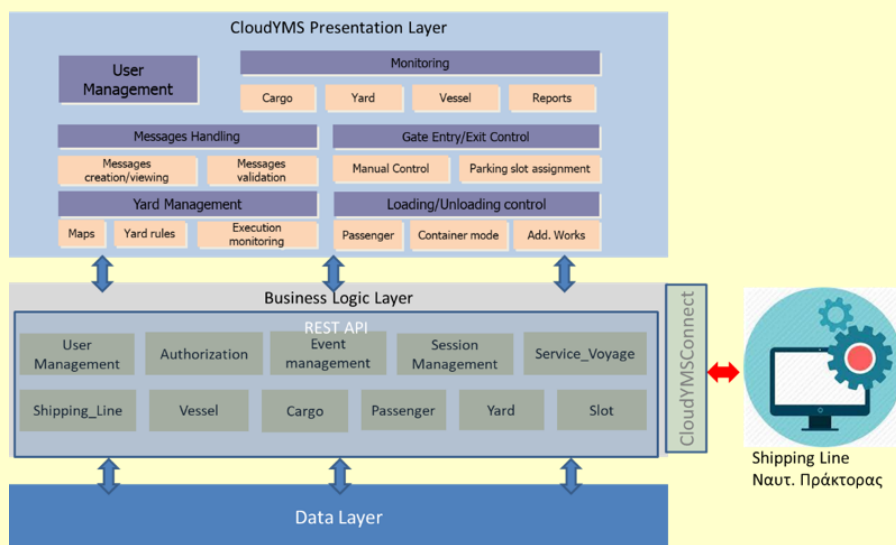 CloudYMS Presentation Layer
User
Management
Monitoring
Cargo
Yard
Vessel
Reports
Messages Handling
Messages
creation/viewing
Messages
validation
Gate Entry/Exit Control
Manual Control
Parking slot assignment
Yard Management
Maps
Yard rules
Execution
monitoring
Loading/Unloading control
Passenger
Container mode
Add. Works
Business Logic Layer
REST API
User
Management
Authorization
Event
management
Session
Management
Service_Voyage
Shipping_Line
Vessel
Cargo
Passenger
Yard
Slot
CloudYMSConnect
Shipping Line
Ναυτ. Πράκτορας
Data Layer